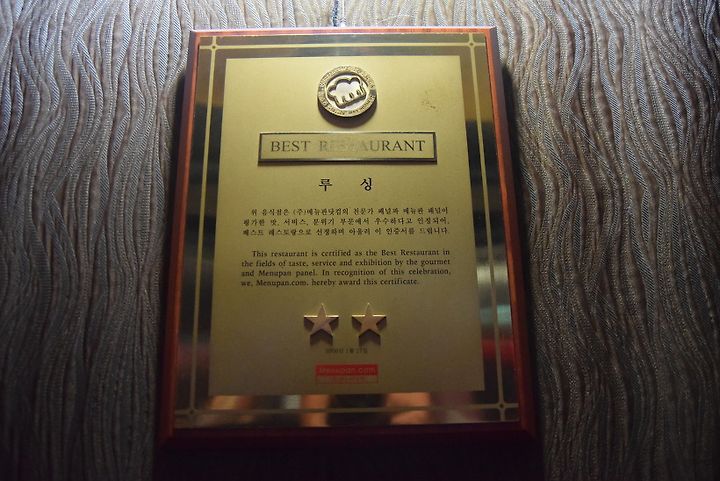 BEST RESTAURANT
루 싱
위 음식점은 (주)메뉴판닷컴의 전문가 패널과 메뉴판 패널이
평가한 맛, 서비스, 분위기 부문에서 우수하다고 인정되어,
베스트 레스토랑으로 선정하며 아울러 이 인증서를 드립니다.
This restaurant is certified as the Best Restaurant in
the fields of taste, service and exhibition by the gourmet
and Menupan panel. In recognition of this celebration,
we, Menupan.com. hereby award this certificate.
Menupan.com